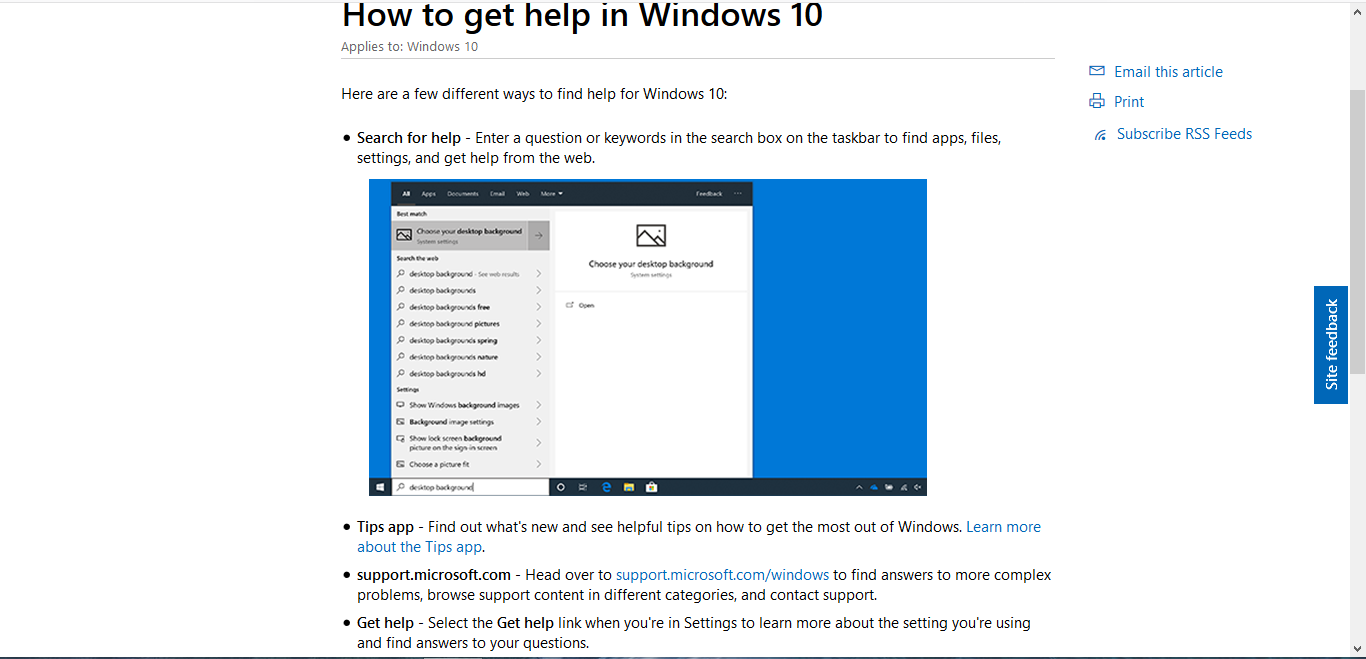 How to get help in Windows 10
Applies to: Windows 10
Email this article
Print
Subscribe RSS Feeds
Here are a few different ways to find help for Windows 10:
• Search for help - Enter a question or keywords in the search box on the taskbar to find apps, files,
settings, and get help from the web.
All Apps Documents Email Web More Feedback ...
Best match
Choose your desktop background
System settings
Search the web
desktop background - See web results
desktop backgrounds
desktop backgrounds free
desktop background pictures
desktop backgrounds spring
desktop backgrounds nature
desktop backgrounds hd
Settings
Show Windows background images
Background image settings
Show lock screen background
picture on the sign-in screen
Choose a picture fit
desktop background
Choose your desktop background
System settings
Open
Site feedback
• Tips app - Find out what's new and see helpful tips on how to get the most out of Windows. Learn more
about the Tips app.
• support.microsoft.com - Head over to support.microsoft.com/windows to find answers to more complex
problems, browse support content in different categories, and contact support.
• Get help - Select the Get help link when you're in Settings to learn more about the setting you're using
and find answers to your questions.